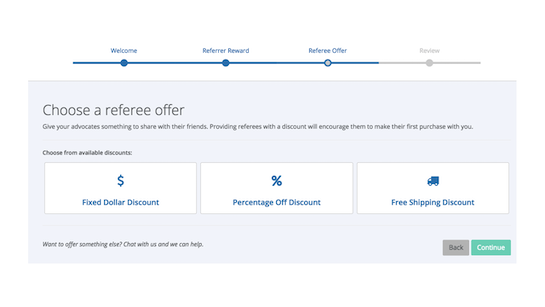 Welcome
Referrer Reward
Referee Offer
Review
Choose a referee offer
Give your advocates something to share with their friends. Providing referees with a discount will encourage them to make their first purchase with you.
Choose from available discounts:
$
%
Fixed Dollar Discount
Percentage Off Discount
Free Shipping Discount
Want to offer something else? Chat with us and we can help.
Back
Continue